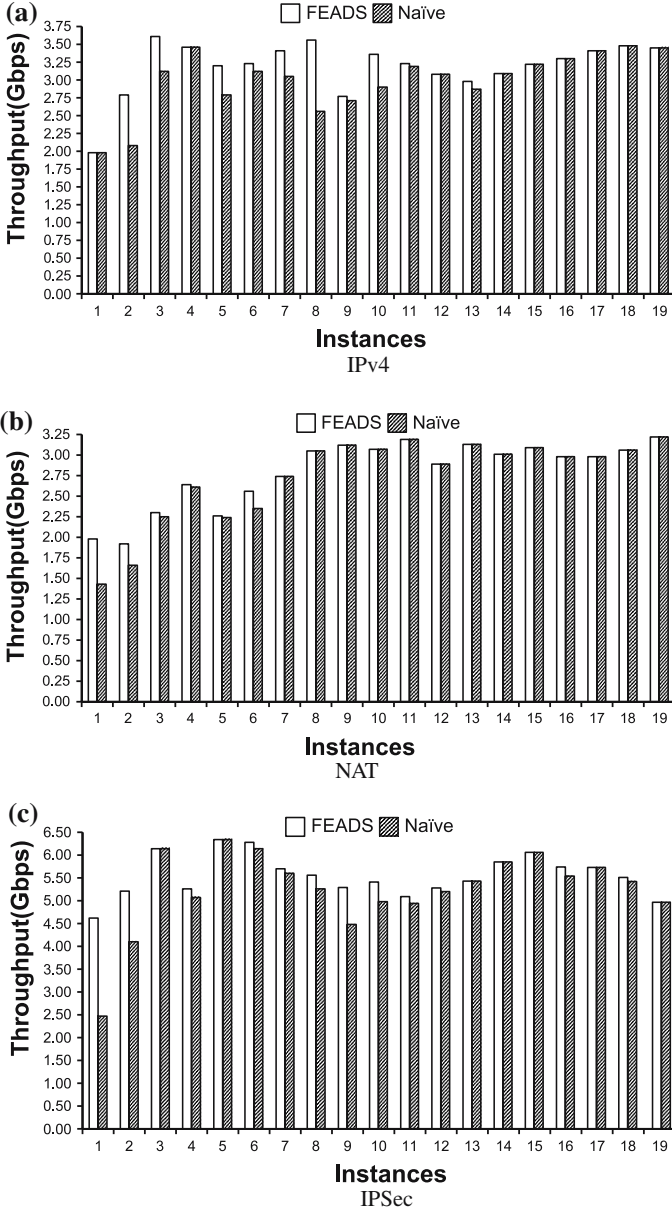 (a)
FEADS Naïve
Throughput(Gbps)
3.75
3.50
3.25
3.00
2.75
2.50
2.25
2.00
1.75
1.50
1.25
1.00
0.75
0.50
0.25
0.00
1 2 3 4 5 6 7 8 9 10 11 12 13 14 15 16 17 18 19
Instances
IPv4
(b)
FEADS Naïve
Throughput(Gbps)
3.25
3.00
2.75
2.50
2.25
2.00
1.75
1.50
1.25
1.00
0.75
0.50
0.25
0.00
1 2 3 4 5 6 7 8 9 10 11 12 13 14 15 16 17 18 19
Instances
NAT
(c)
FEADS Naïve
Throughput(Gbps)
6.50
6.00
5.50
5.00
4.50
4.00
3.50
3.00
2.50
2.00
1.50
1.00
0.50
0.00
1 2 3 4 5 6 7 8 9 10 11 12 13 14 15 16 17 18 19
Instances
IPSec